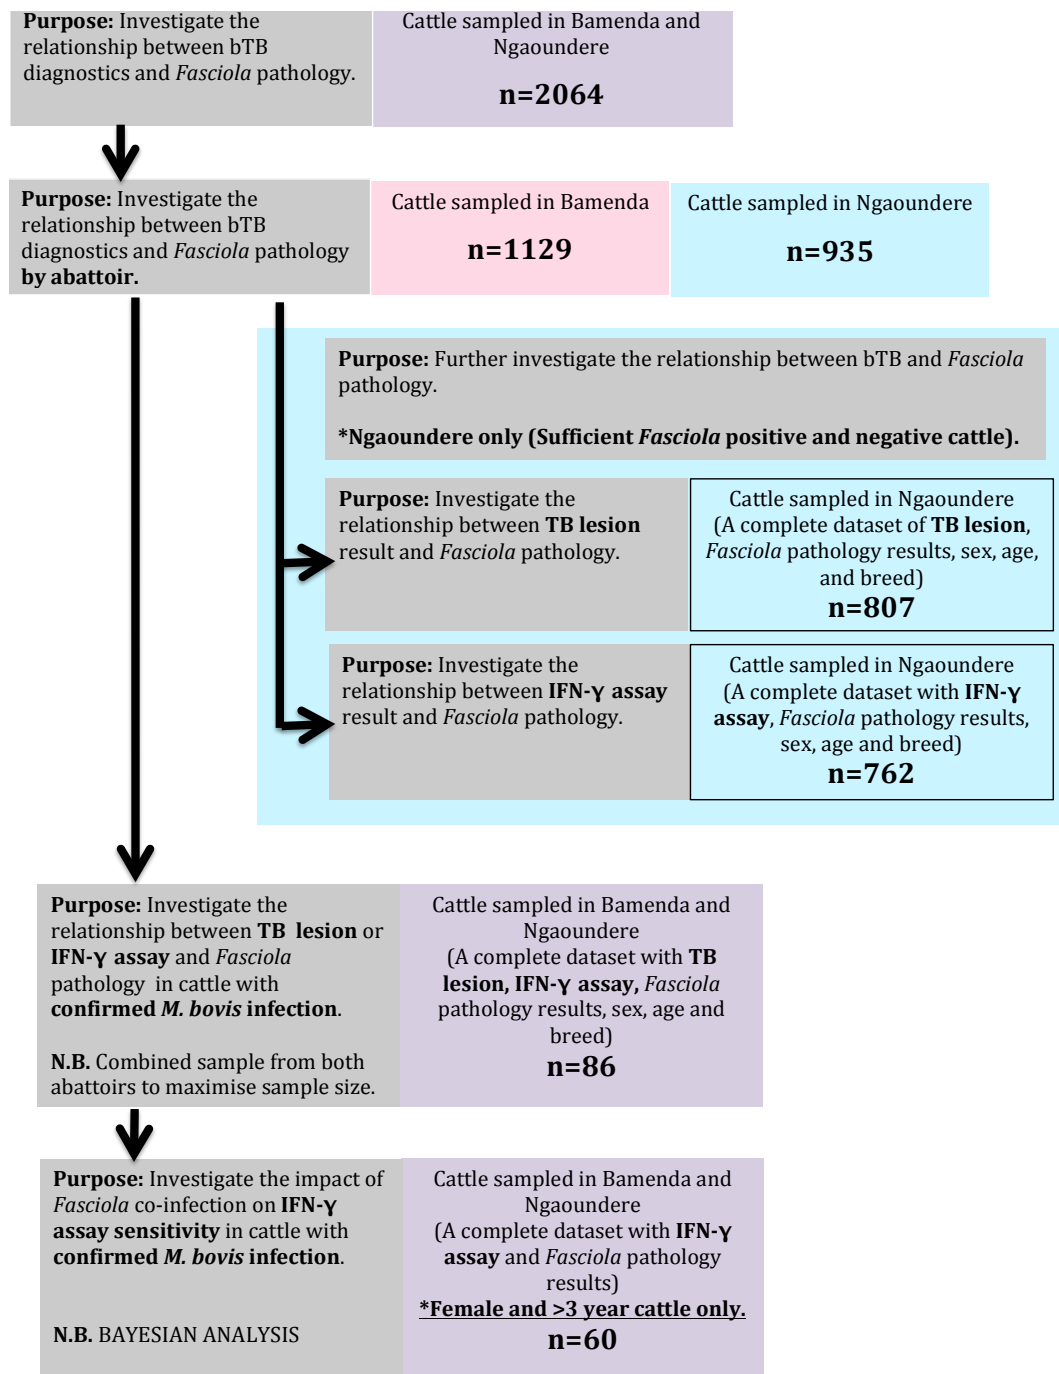 Purpose: Investigate the
relationship between bTB
diagnostics and Fasciola pathology.
Cattle sampled in Bamenda and
Ngaoundere
n=2064
Purpose: Investigate the
relationship between bTB
diagnostics and Fasciola pathology
by abattoir.
Cattle sampled in Bamenda
n=1129
Cattle sampled in Ngaoundere
n=935
Purpose: Further investigate the relationship between bTB and Fasciola
pathology.
*Ngaoundere only (Sufficient Fasciola positive and negative cattle).
Purpose: Investigate the
relationship between TB lesion
result and Fasciola pathology.
Cattle sampled in Ngaoundere
(A complete dataset of TB lesion,
Fasciola pathology results, sex, age,
and breed)
n=807
Purpose: Investigate the
relationship between IFN-γ assay
result and Fasciola pathology.
Cattle sampled in Ngaoundere
(A complete dataset with IFN-γ
assay, Fasciola pathology results,
sex, age and breed)
n=762
Purpose: Investigate the
relationship between TB lesion or
IFN-γ assay and Fasciola
pathology in cattle with
confirmed M. bovis infection.
N.B. Combined sample from both
abattoirs to maximise sample size.
Cattle sampled in Bamenda and
Ngaoundere
(A complete dataset with TB
lesion, IFN-γ assay, Fasciola
pathology results, sex, age and
breed)
n=86
Purpose: Investigate the impact of
Fasciola co-infection on IFN-γ
assay sensitivity in cattle with
confirmed M. bovis infection.
N.B. BAYESIAN ANALYSIS
Cattle sampled in Bamenda and
Ngaoundere
(A complete dataset with IFN-γ
assay and Fasciola pathology
results)
*Female and >3 year cattle only.
n=60